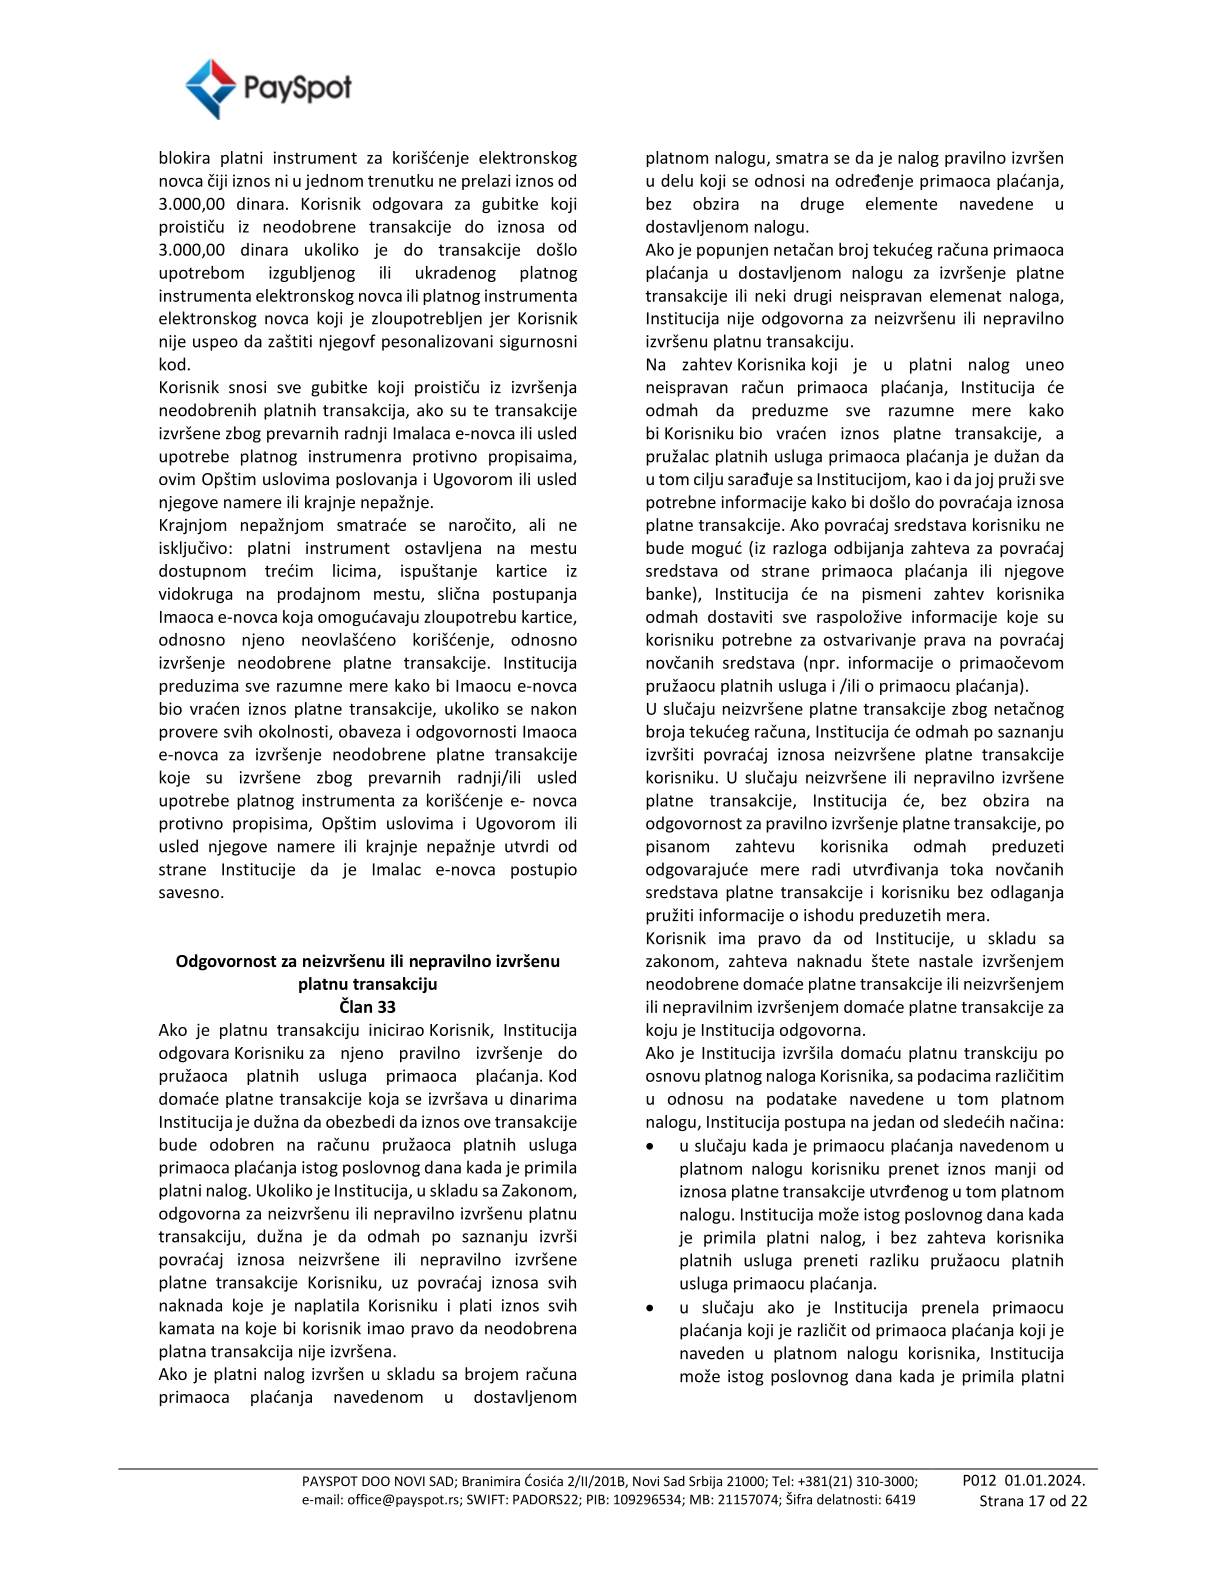 PaySpot
blokira platni instrument za korišćenje elektronskog
novca čiji iznos ni u jednom trenutku ne prelazi iznos od
3.000,00 dinara. Korisnik odgovara za gubitke koji
proističu iz neodobrene transakcije do iznosa od
3.000,00 dinara ukoliko je do transakcije došlo
upotrebom izgubljenog ili ukradenog platnog
instrumenta elektronskog novca ili platnog instrumenta
elektronskog novca koji je zloupotrebljen jer Korisnik
nije uspeo da zaštiti njegovf pesonalizovani sigurnosni
kod.
Korisnik snosi sve gubitke koji proističu iz izvršenja
neodobrenih platnih transakcija, ako su te transakcije
izvršene zbog prevarnih radnji Imalaca e-novca ili usled
upotrebe platnog instrumenra protivno propisaima,
ovim Opštim uslovima poslovanja i Ugovorom ili usled
njegove namere ili krajnje nepažnje.
Krajnjom nepažnjom smatraće se naročito, ali ne
isključivo: platni instrument ostavljena na mestu
dostupnom trećim licima, ispuštanje kartice iz
vidokruga na prodajnom mestu, slična postupanja
Imaoca e-novca koja omogućavaju zloupotrebu kartice,
odnosno njeno neovlašćeno korišćenje, odnosno
izvršenje neodobrene platne transakcije. Institucija
preduzima sve razumne mere kako bi Imaocu e-novca
bio vraćen iznos platne transakcije, ukoliko se nakon
provere svih okolnosti, obaveza i odgovornosti Imaoca
e-novca za izvršenje neodobrene platne transakcije
koje su izvršene zbog prevarnih radnji/ili usled
upotrebe platnog instrumenta za korišćenje e- novca
protivno propisima, Opštim uslovima i Ugovorom ili
usled njegove namere ili krajnje nepažnje utvrdi od
strane Institucije da je Imalac e-novca postupio
savesno.
Odgovornost za neizvršenu ili nepravilno izvršenu
platnu transakciju
Član 33
Ako je platnu transakciju inicirao Korisnik, Institucija
odgovara Korisniku za njeno pravilno izvršenje do
pružaoca platnih usluga primaoca plaćanja. Kod
domaće platne transakcije koja se izvršava u dinarima
Institucija je dužna da obezbedi da iznos ove transakcije
bude odobren na računu pružaoca platnih usluga
primaoca plaćanja istog poslovnog dana kada je primila
platni nalog. Ukoliko je Institucija, u skladu sa Zakonom,
odgovorna za neizvršenu ili nepravilno izvršenu platnu
transakciju, dužna je da odmah po saznanju izvrši
povraćaj iznosa neizvršene ili nepravilno izvršene
platne transakcije Korisniku, uz povraćaj iznosa svih
naknada koje je naplatila Korisniku i plati iznos svih
kamata na koje bi korisnik imao pravo da neodobrena
platna transakcija nije izvršena.
Ako je platni nalog izvršen u skladu sa brojem računa
primaoca plaćanja navedenom u dostavljenom
platnom nalogu, smatra se da je nalog pravilno izvršen
u delu koji se odnosi na određenje primaoca plaćanja,
bez obzira na druge elemente navedene u
dostavljenom nalogu.
Ako je popunjen netačan broj tekućeg računa primaoca
plaćanja u dostavljenom nalogu za izvršenje platne
transakcije ili neki drugi neispravan elemenat naloga,
Institucija nije odgovorna za neizvršenu ili nepravilno
izvršenu platnu transakciju.
Na zahtev Korisnika koji je u platni nalog uneo
neispravan račun primaoca plaćanja, Institucija će
odmah da preduzme sve razumne mere kako
bi Korisniku bio vraćen iznos platne transakcije, a
pružalac platnih usluga primaoca plaćanja je dužan da
u tom cilju sarađuje sa Institucijom, kao i da joj pruži sve
potrebne informacije kako bi došlo do povraćaja iznosa
platne transakcije. Ako povraćaj sredstava korisniku ne
bude moguć (iz razloga odbijanja zahteva za povraćaj
sredstava od strane primaoca plaćanja ili njegove
banke), Institucija će na pismeni zahtev korisnika
odmah dostaviti sve raspoložive informacije koje su
korisniku potrebne za ostvarivanje prava na povraćaj
novčanih sredstava (npr. informacije o primaočevom
pružaocu platnih usluga i /ili o primaocu plaćanja).
U slučaju neizvršene platne transakcije zbog netačnog
broja tekućeg računa, Institucija će odmah po saznanju
izvršiti povraćaj iznosa neizvršene platne transakcije
korisniku. U slučaju neizvršene ili nepravilno izvršene
platne transakcije, Institucija će, bez obzira na
odgovornost za pravilno izvršenje platne transakcije, po
pisanom zahtevu korisnika odmah preduzeti
odgovarajuće mere radi utvrđivanja toka novčanih
sredstava platne transakcije i korisniku bez odlaganja
pružiti informacije o ishodu preduzetih mera.
Korisnik ima pravo da od Institucije, u skladu sa
zakonom, zahteva naknadu štete nastale izvršenjem
neodobrene domaće platne transakcije ili neizvršenjem
ili nepravilnim izvršenjem domaće platne transakcije za
koju je Institucija odgovorna.
Ako je Institucija izvršila domaću platnu transkciju po
osnovu platnog naloga Korisnika, sa podacima različitim
u odnosu na podatake navedene u tom platnom
nalogu, Institucija postupa na jedan od sledećih načina:
• u slučaju kada je primaocu plaćanja navedenom u
platnom nalogu korisniku prenet iznos manji od
iznosa platne transakcije utvrđenog u tom platnom
nalogu. Institucija može istog poslovnog dana kada
je primila platni nalog, i bez zahteva korisnika
platnih usluga preneti razliku pružaocu platnih
usluga primaocu plaćanja.
• u slučaju ako je Institucija prenela primaocu
plaćanja koji je različit od primaoca plaćanja koji je
naveden u platnom nalogu korisnika, Institucija
može istog poslovnog dana kada je primila platni
PAYSPOT DOO NOVI SAD; Branimira Ćosića 2/II/201B, Novi Sad Srbija 21000; Tel: +381(21) 310-3000;
e-mail: office@payspot.rs; SWIFT: PADORS22; PIB: 109296534; MB: 21157074; Šifra delatnosti: 6419
P012 01.01.2024.
Strana 17 od 22